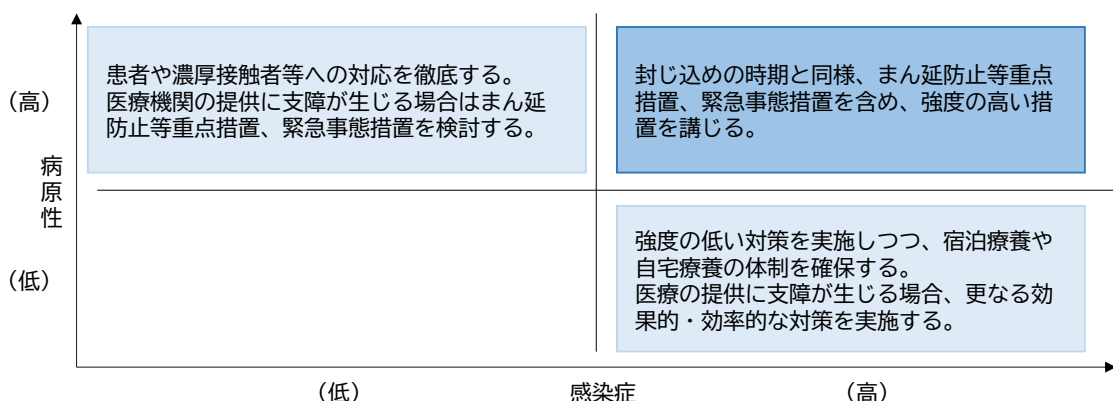 患者や濃厚接触者等への対応を徹底する。
医療機関の提供に支障が生じる場合はまん延
防止等重点措置、緊急事態措置を検討する。
封じ込めの時期と同様、まん延防止等重点
措置、緊急事態措置を含め、強度の高い措
置を講じる。
（高）
病原性
強度の低い対策を実施しつつ、宿泊療養や
自宅療養の体制を確保する。
医療の提供に支障が生じる場合、更なる効
果的・効率的な対策を実施する。
（低）
（低）
感染症
（高）